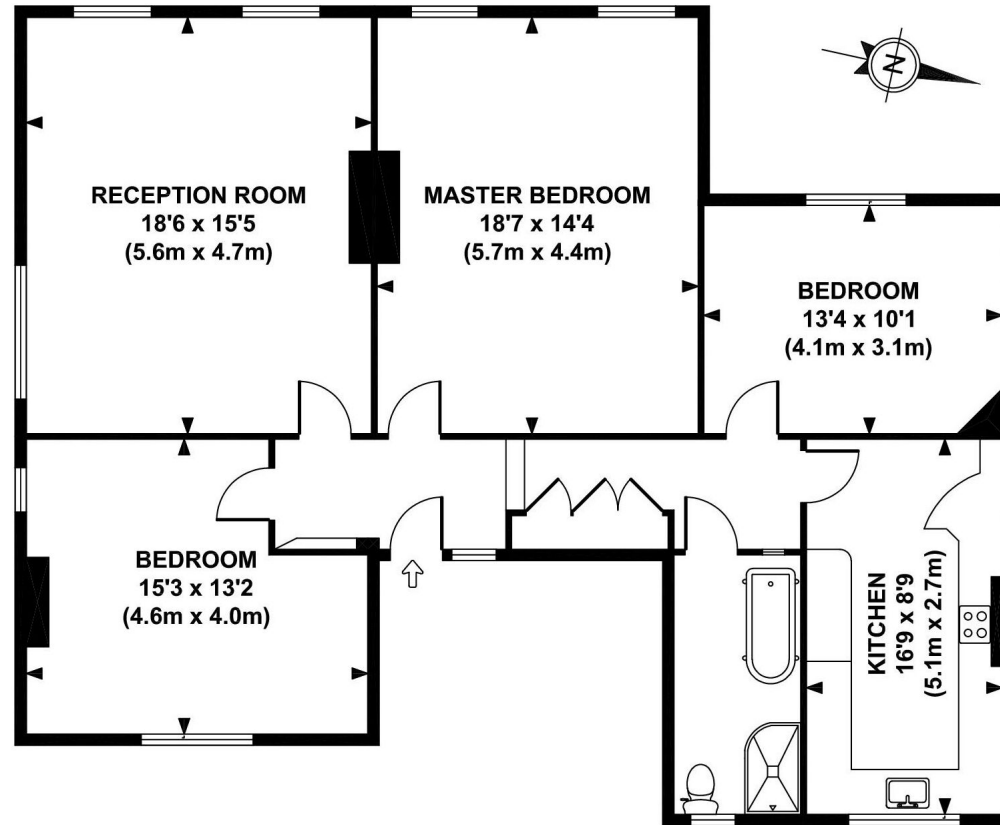 N
RECEPTION ROOM
18'6 x 15'5
(5.6m x 4.7m)
MASTER BEDROOM
18'7 x 14'4
(5.7m x 4.4m)
BEDROOM
13'4 x 10'1
(4.1m x 3.1m)
BEDROOM
15'3 x 13'2
(4.6m x 4.0m)
KITCHEN
16'9 x 8'9
(5.1m x 2.7m)